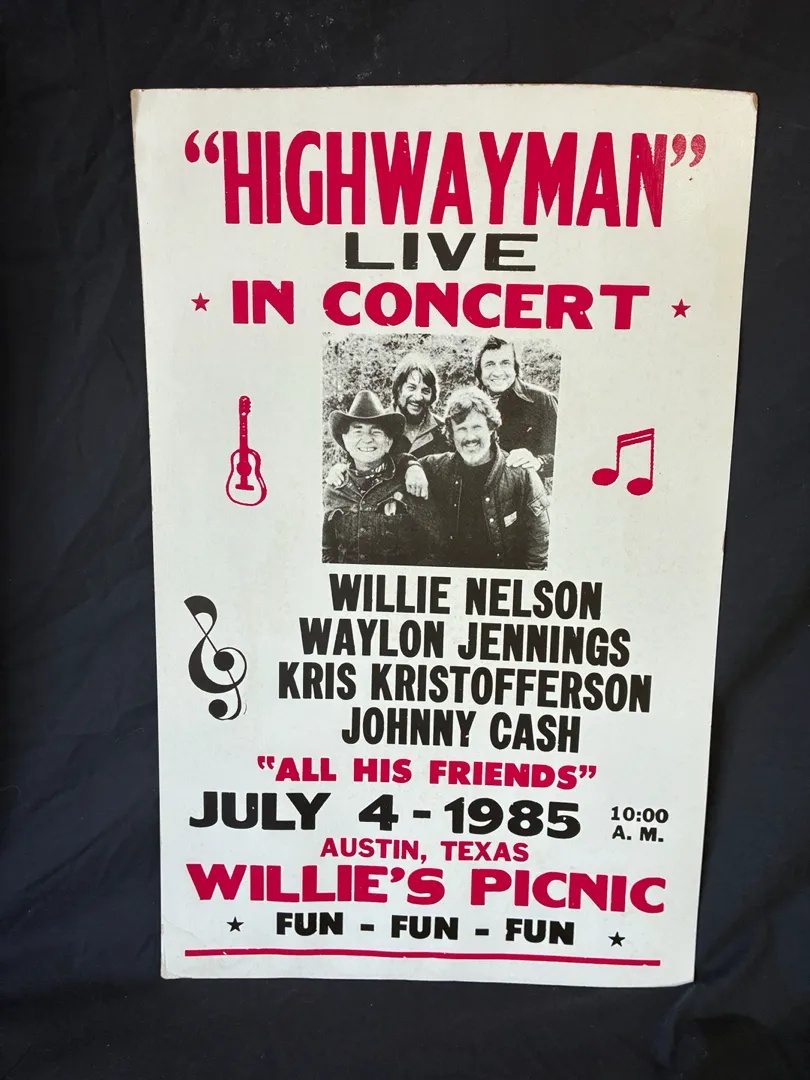 “HIGHWAYMAN”
LIVE
IN CONCERT
WILLIE NELSON
WAYLON JENNINGS
KRIS KRISTOFFERSON
JOHNNY CASH
“ALL HIS FRIENDS”
JULY 4 - 1985 10:00 A. M.
AUSTIN, TEXAS
WILLIE’S PICNIC
FUN - FUN - FUN